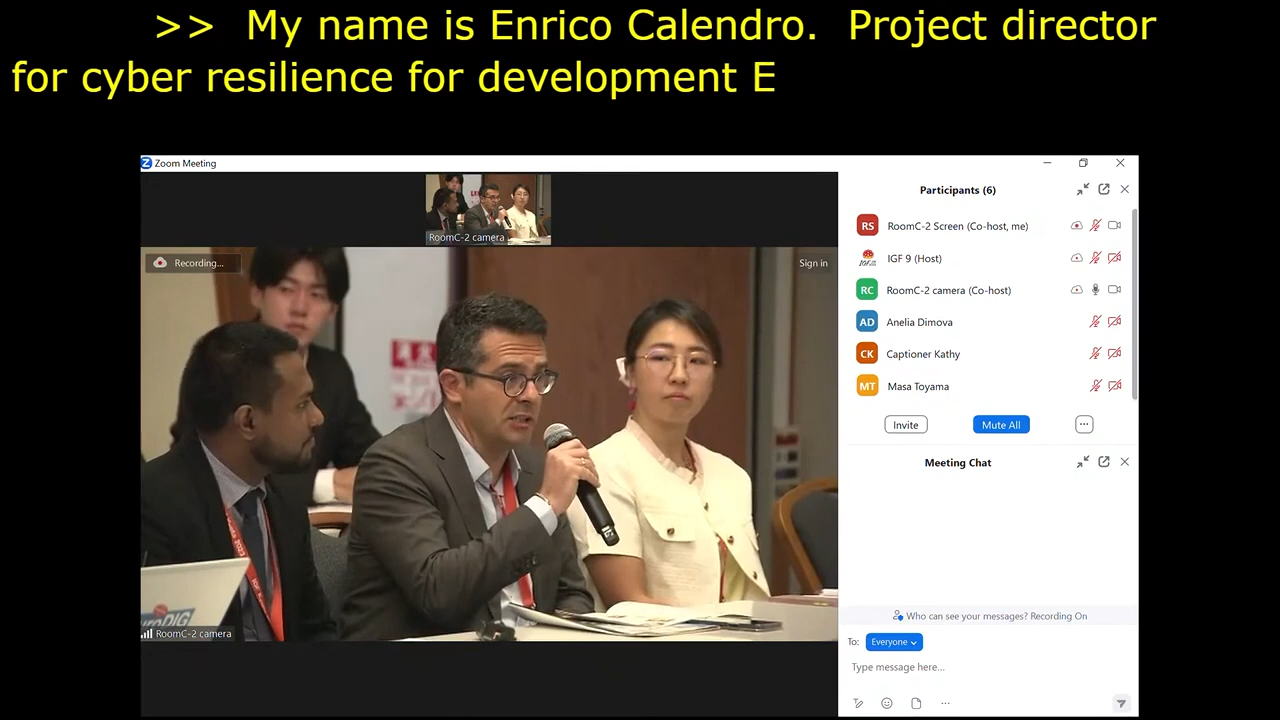 >> My name is Enrico Calendro. Project director
for cyber resilience for development E
Zoom Meeting
RoomC-2 camera
Recording...
Sign in
RoomC-2 camera
Participants (6)
RS RoomC-2 Screen (Co-host, me)
IGF 9 (Host)
RC RoomC-2 camera (Co-host)
AD Anelia Dimova
CK Captioner Kathy
MT Masa Toyama
Invite
Mute All
Meeting Chat
Who can see your messages? Recording On
To: Everyone
Type message here...